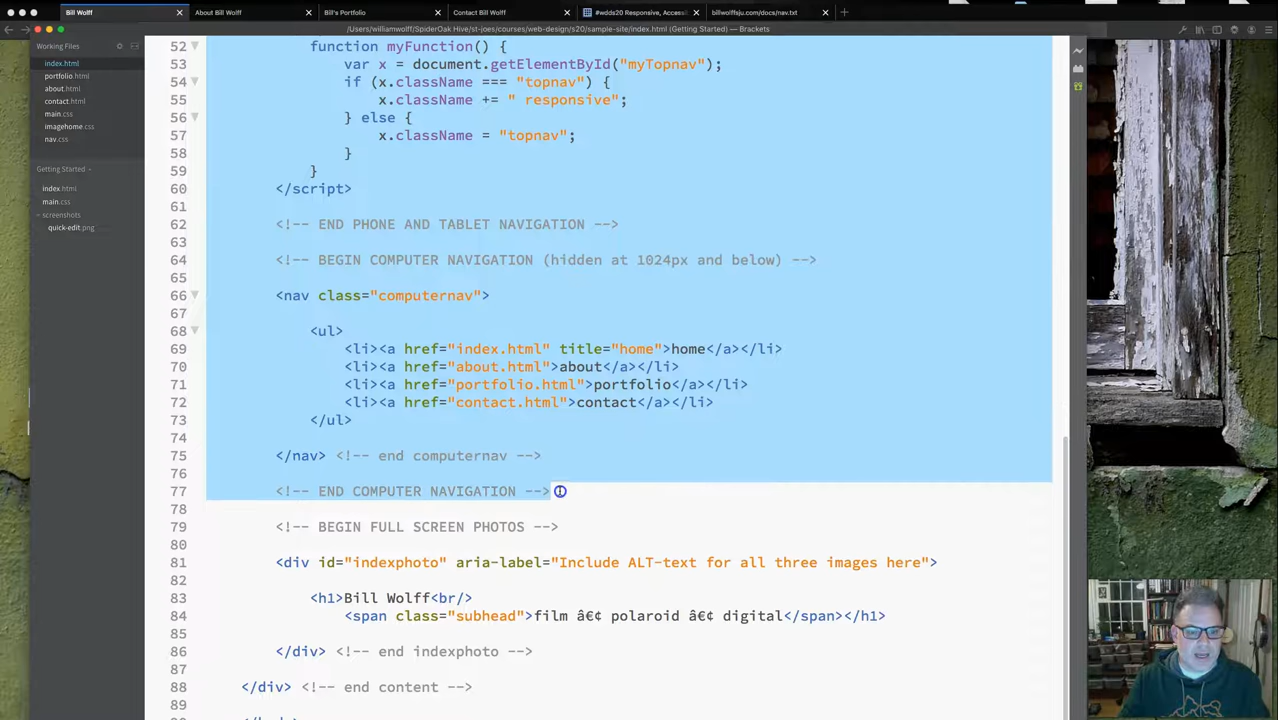 Bill Wolff
About Bill Wolff
Bill's Portfolio
Contact Bill Wolff
#wdds20 Responsive, Accessi
billwolffsju.com/docs/nav.txt
/Users/williamwolff/SpiderOak Hive/st-joes/courses/web-design/s20/sample-site/index.html (Getting Started) — Brackets
Working Files
index.html
portfolio.html
about.html
contact.html
main.css
imagehome.css
nav.css
Getting Started
index.html
main.css
screenshots
quick-edit.png
52 function myFunction() {
53 var x = document.getElementById("myTopnav");
54 if (x.className === "topnav") {
55 x.className += " responsive";
56 } else {
57 x.className = "topnav";
58 }
59 }
60 </script>
61
62 <!-- END PHONE AND TABLET NAVIGATION -->
63
64 <!-- BEGIN COMPUTER NAVIGATION (hidden at 1024px and below) -->
65
66 <nav class="computernav">
67
68 <ul>
69 <li><a href="index.html" title="home">home</a></li>
70 <li><a href="about.html">about</a></li>
71 <li><a href="portfolio.html">portfolio</a></li>
72 <li><a href="contact.html">contact</a></li>
73 </ul>
74
75 </nav> <!-- end computernav -->
76
77 <!-- END COMPUTER NAVIGATION -->
78
79 <!-- BEGIN FULL SCREEN PHOTOS -->
80
81 <div id="indexphoto" aria-label="Include ALT-text for all three images here">
82
83 <h1>Bill Wolff<br/>
84 <span class="subhead">film â€¢ polaroid â€¢ digital</span></h1>
85
86 </div> <!-- end indexphoto -->
87
88 </div> <!-- end content -->
89